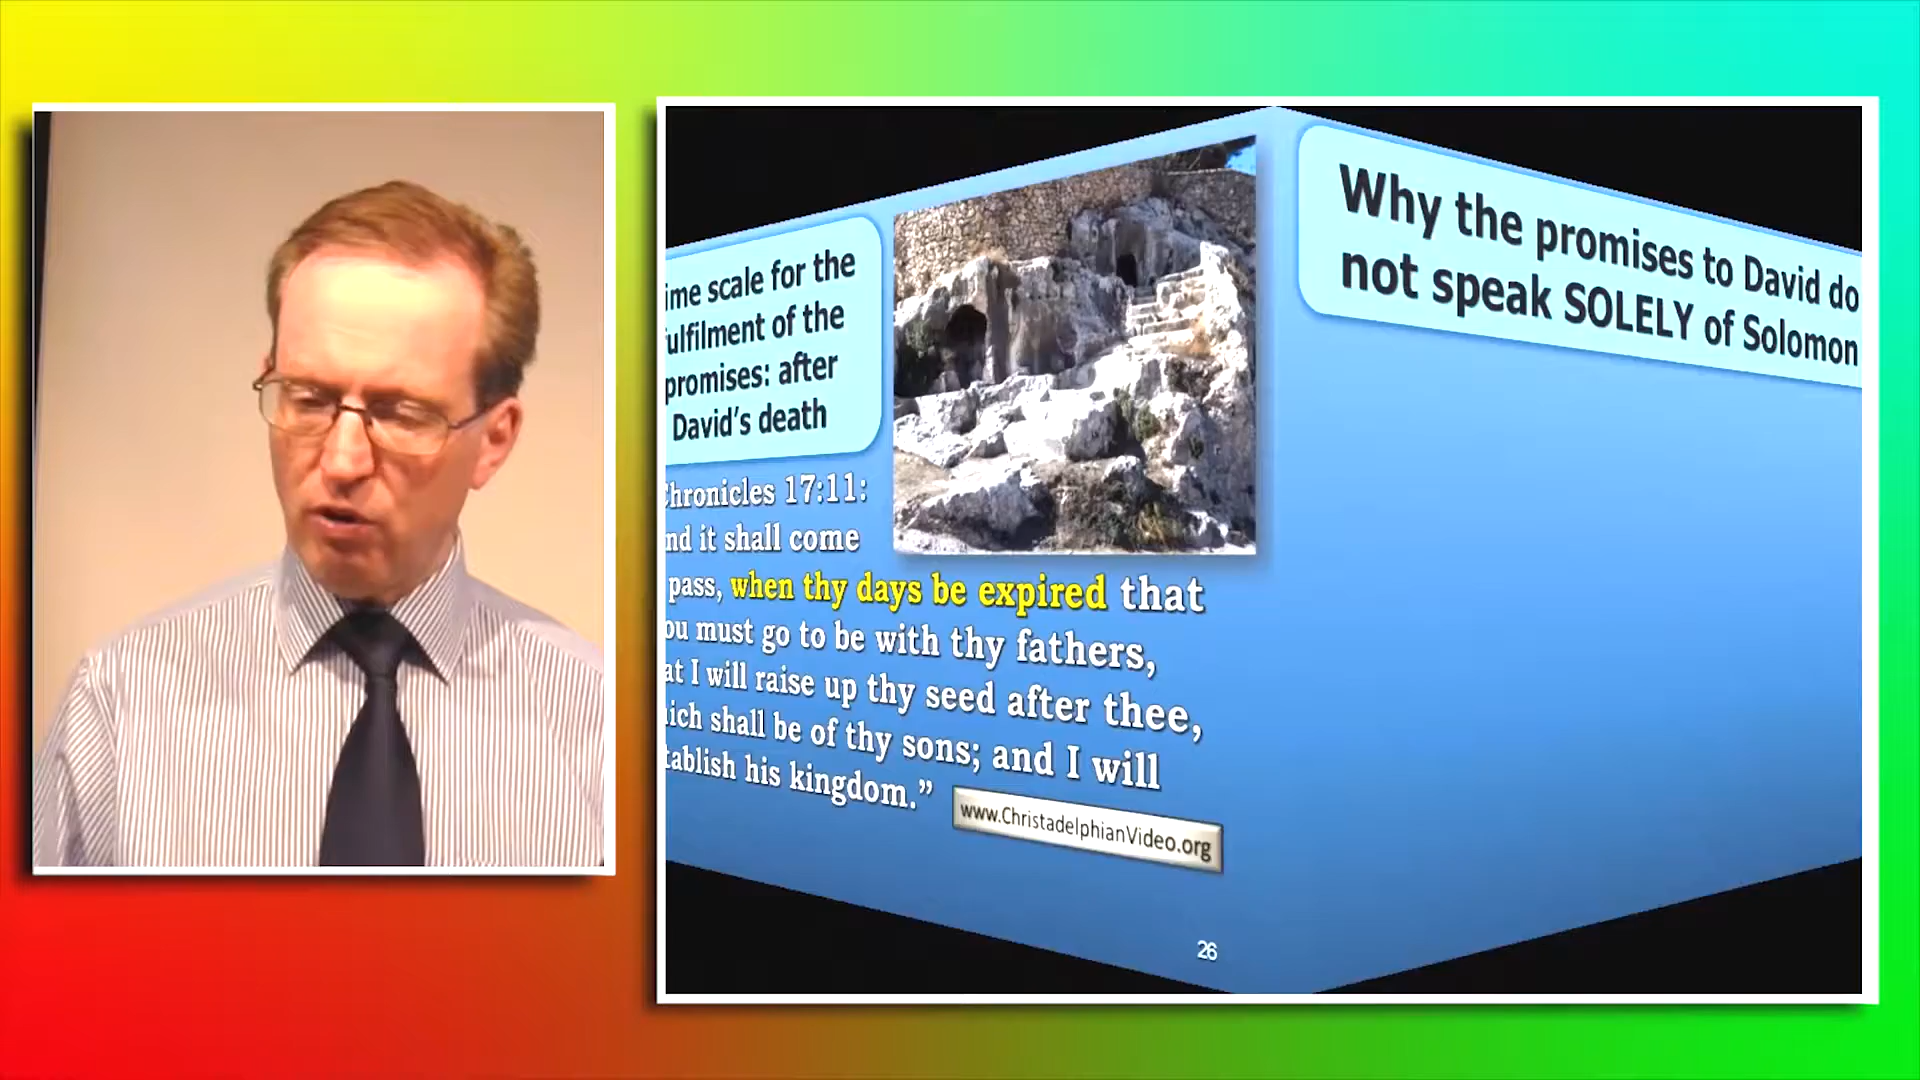 ime scale for the
ulfilment of the
promises: after
David's death
Chronicles 17:11:
nd it shall come
pass, when thy days be expired that
ou must go to be with thy fathers,
at I will raise up thy seed after thee,
ich shall be of thy sons; and I will
tablish his kingdom.”
www.ChristadelphianVideo.org
26
Why the promises to David do
not speak SOLELY of Solomon